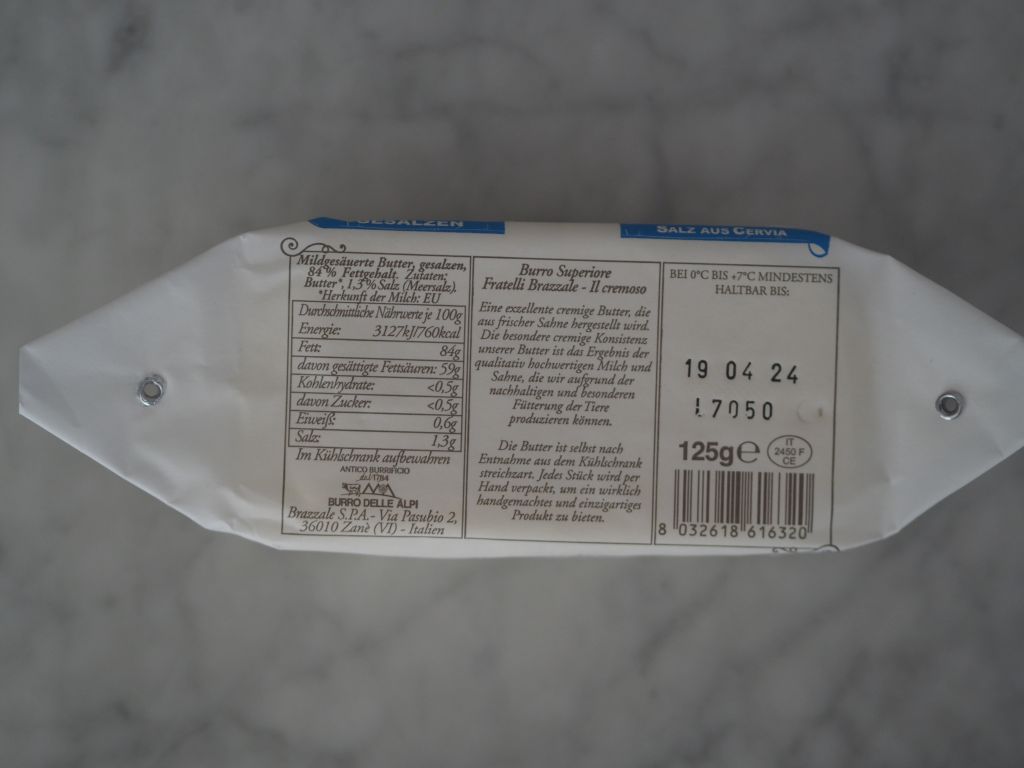 GESALZEN
SALZ AUS CERVIA
Mildgesäuerte Butter, gesalzen,
84 % Fettgehalt. Zutaten:
Butter*, 1,3% Salz (Meersalz).
*Herkunft der Milch: EU
Durchschnittliche Nährwerte je 100g
Energie: 3127kJ/760kcal
Fett: 84g
davon gesättigte Fettsäuren: 59g
Kohlenhydrate: <0,5g
davon Zucker: <0,5g
Eiweiß: 0,6g
Salz: 1,3g
Im Kühlschrank aufbewahren
ANTICO BURRIFICIO
dal 1784
BURRO DELLE ALPI
Brazzale S.P.A.- Via Pasubio 2,
36010 Zanè (VI) - Italien
Burro Superiore
Fratelli Brazzale - Il cremoso
Eine exzellente cremige Butter, die
aus frischer Sahne hergestellt wird.
Die besondere cremige Konsistenz
unserer Butter ist das Ergebnis der
qualitativ hochwertigen Milch und
Sahne, die wir aufgrund der
nachhaltigen und besonderen
Fütterung der Tiere
produzieren können.
Die Butter ist selbst nach
Entnahme aus dem Kühlschrank
streichzart. Jedes Stück wird per
Hand verpackt, um ein wirklich
handgemachtes und einzigartiges
Produkt zu bieten.
BEI 0°C BIS +7°C MINDESTENS
HALTBAR BIS:
19 04 24
L7050
125g e
IT
2450 F
CE
8 032618 616320